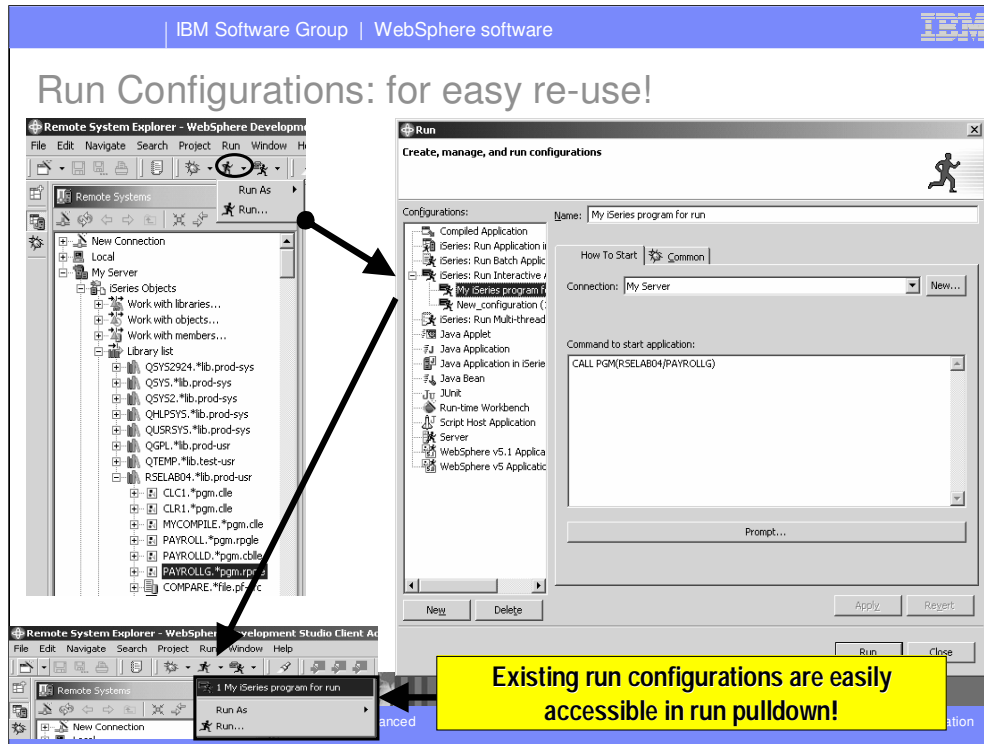 IBM Software Group | WebSphere software
IBM
Run Configurations: for easy re-use!
Remote System Explorer - WebSphere Developm
File Edit Navigate Search Project Run Window H
Remote Systems
Run As
Run...
New Connection
Local
My Server
iSeries Objects
Work with libraries...
Work with objects...
Work with members...
Library list
QSYS2924.*lib.prod-sys
QSYS.*lib.prod-sys
QSYS2.*lib.prod-sys
QHLPSYS.*lib.prod-sys
QUSRSYS.*lib.prod-sys
QGPL.*lib.prod-usr
QTEMP.*lib.test-usr
RSELAB04.*lib.prod-usr
CLC1.*pgm.clle
CLR1.*pgm.clle
MYCOMPILE.*pgm.clle
PAYROLL.*pgm.rpgle
PAYROLLD.*pgm.cblle
PAYROLLG.*pgm
COMPARE.*file.pf
Run
Create, manage, and run configurations
Configurations:
Compiled Application
iSeries: Run Application i
iSeries: Run Batch Applic
iSeries: Run Interactive
My iSeries program f
New_configuration (
iSeries: Run Multi-thread
Java Applet
Java Application
Java Application in iSerie
Java Bean
JUnit
Run-time Workbench
Script Host Application
Server
WebSphere v5.1 Applica
WebSphere v5 Applicatic
New Delete
Name: My iSeries program for run
How To Start Common
Connection: My Server New...
Command to start application:
CALL PGM(RSELAB04/PAYROLLG)
Prompt...
Apply Revert
Run Close
Remote System Explorer - WebSphere Development Studio Client Ad
File Edit Navigate Search Project Run Window Help
Remote Systems
1 My iSeries program for run
Run As
Run...
New Connection
Existing run configurations are easily
accessible in run pulldown!
anced
ation